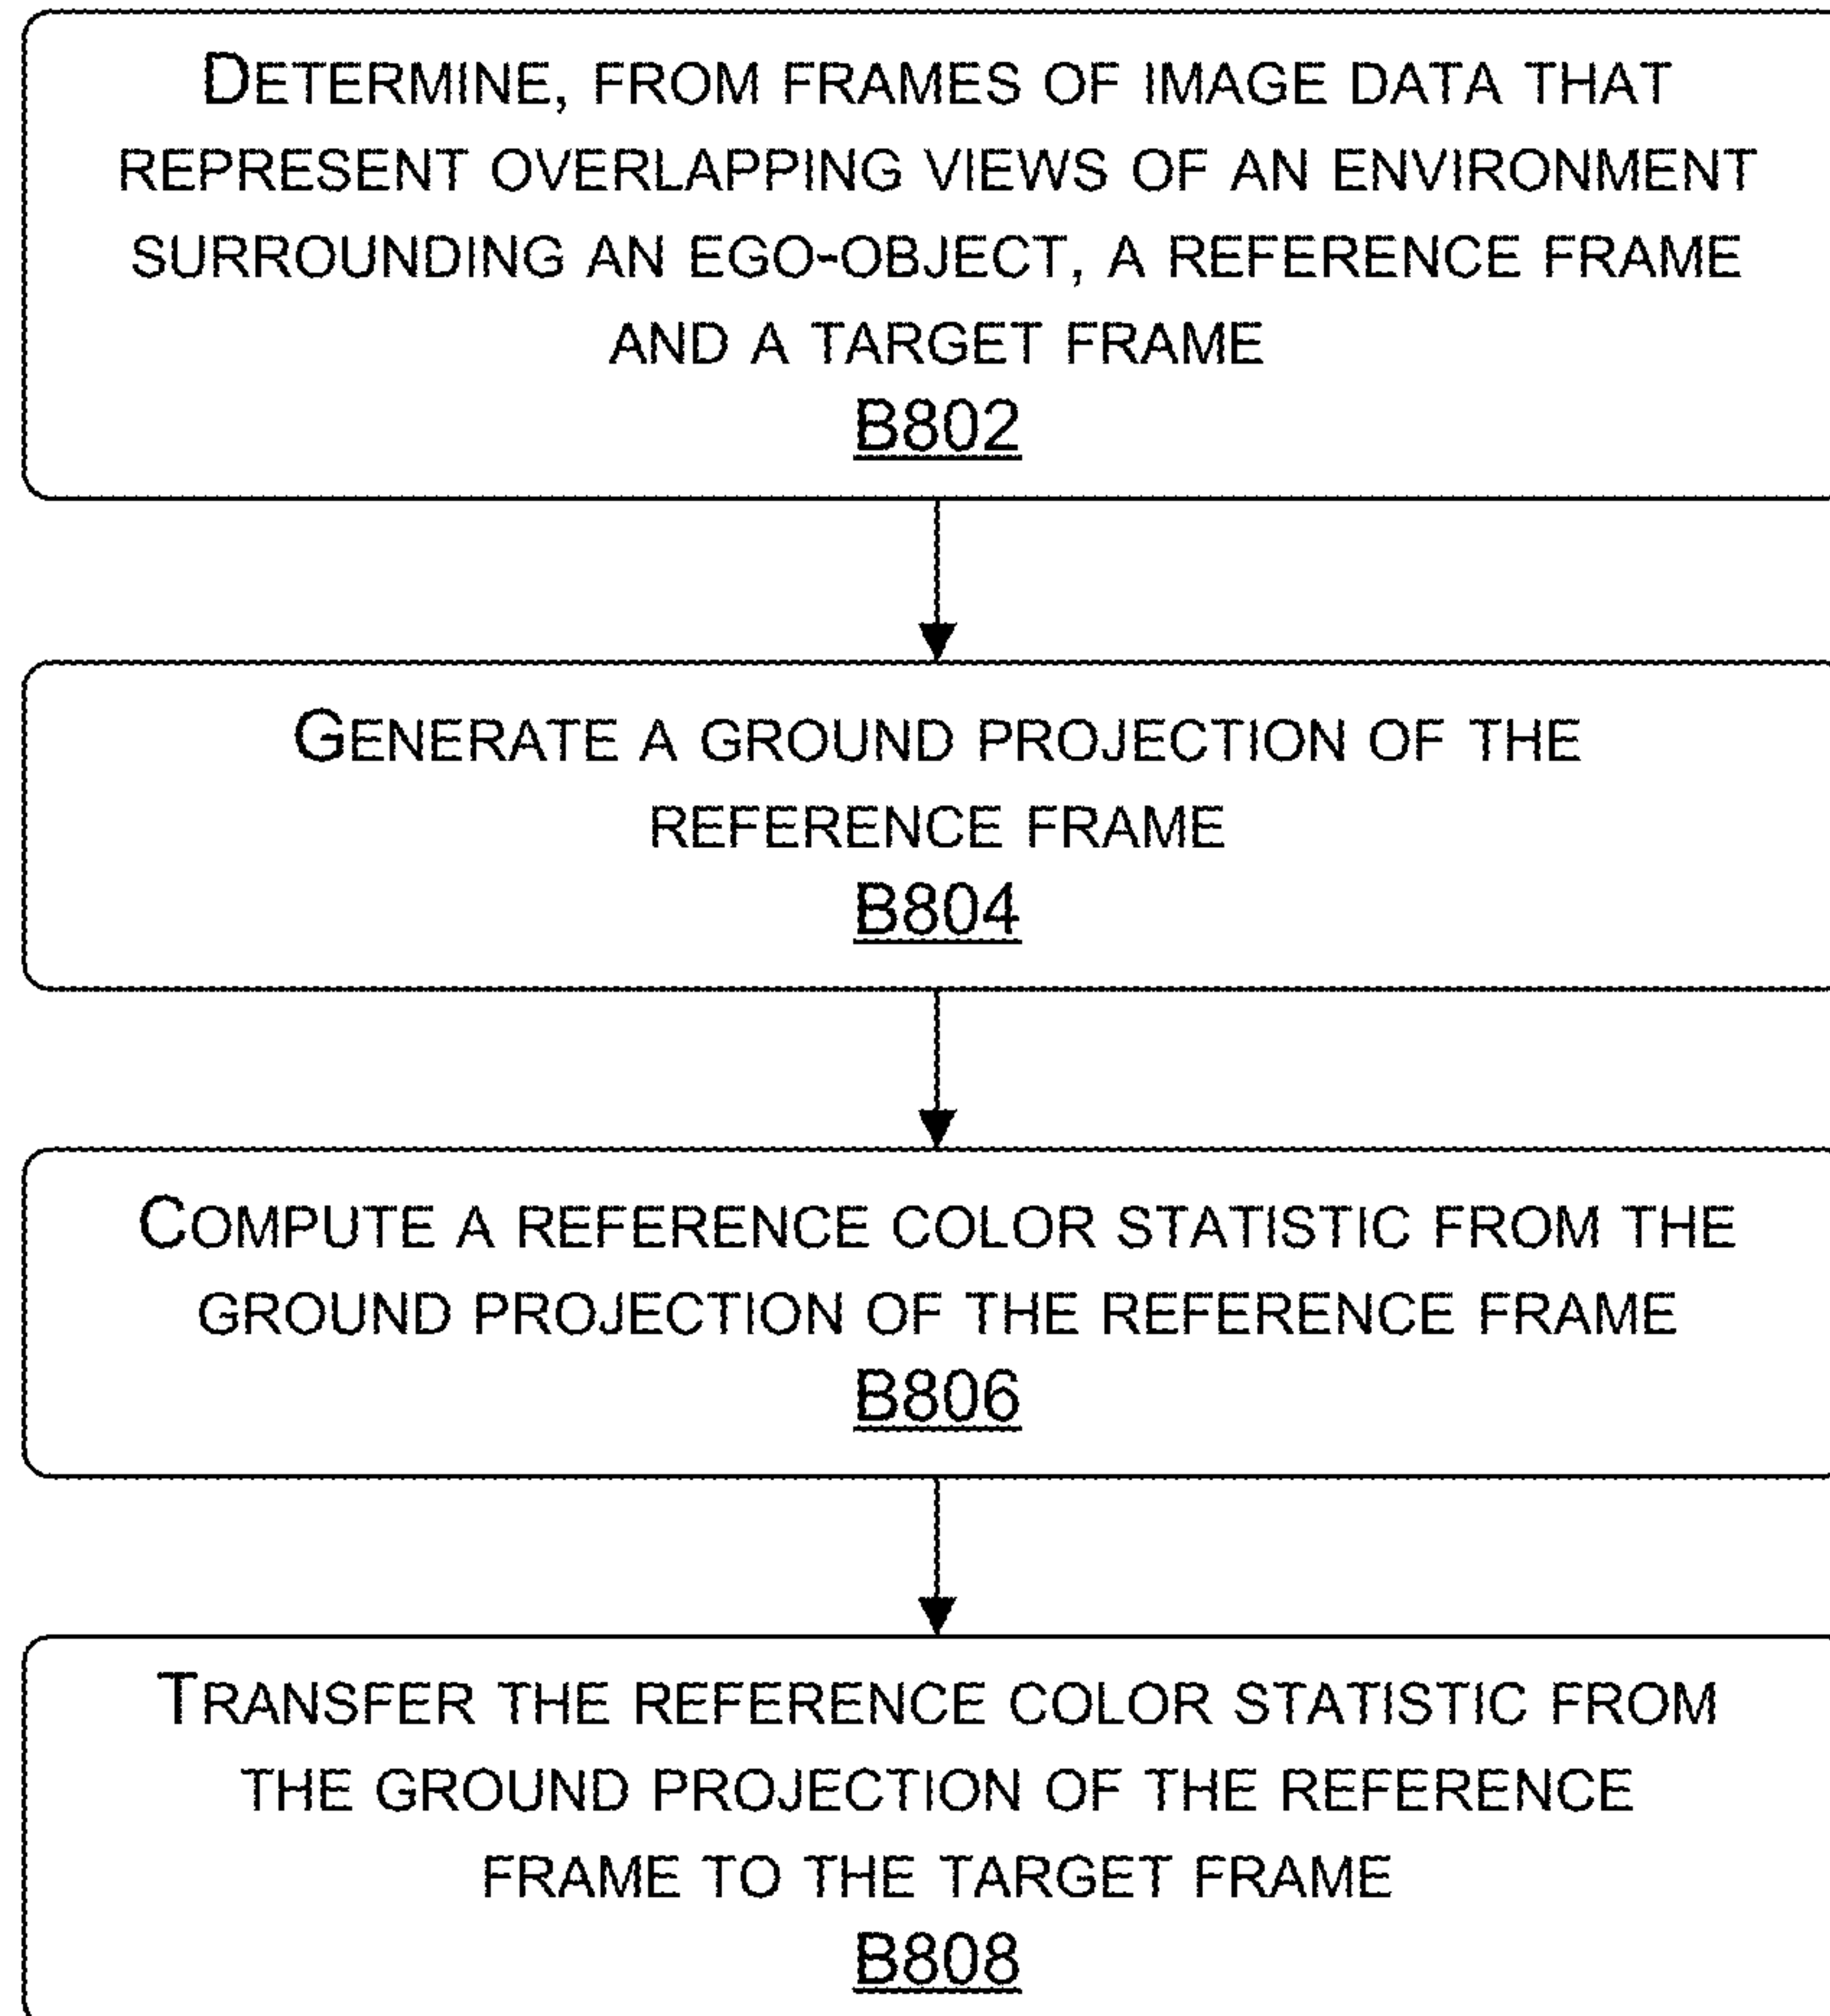 DETERMINE, FROM FRAMES OF IMAGE DATA THAT
REPRESENT OVERLAPPING VIEWS OF AN ENVIRONMENT
SURROUNDING AN EGO-OBJECT, A REFERENCE FRAME
AND A TARGET FRAME
B802
GENERATE A GROUND PROJECTION OF THE
REFERENCE FRAME
B804
COMPUTE A REFERENCE COLOR STATISTIC FROM THE
GROUND PROJECTION OF THE REFERENCE FRAME
B806
TRANSFER THE REFERENCE COLOR STATISTIC FROM
THE GROUND PROJECTION OF THE REFERENCE
FRAME TO THE TARGET FRAME
B808